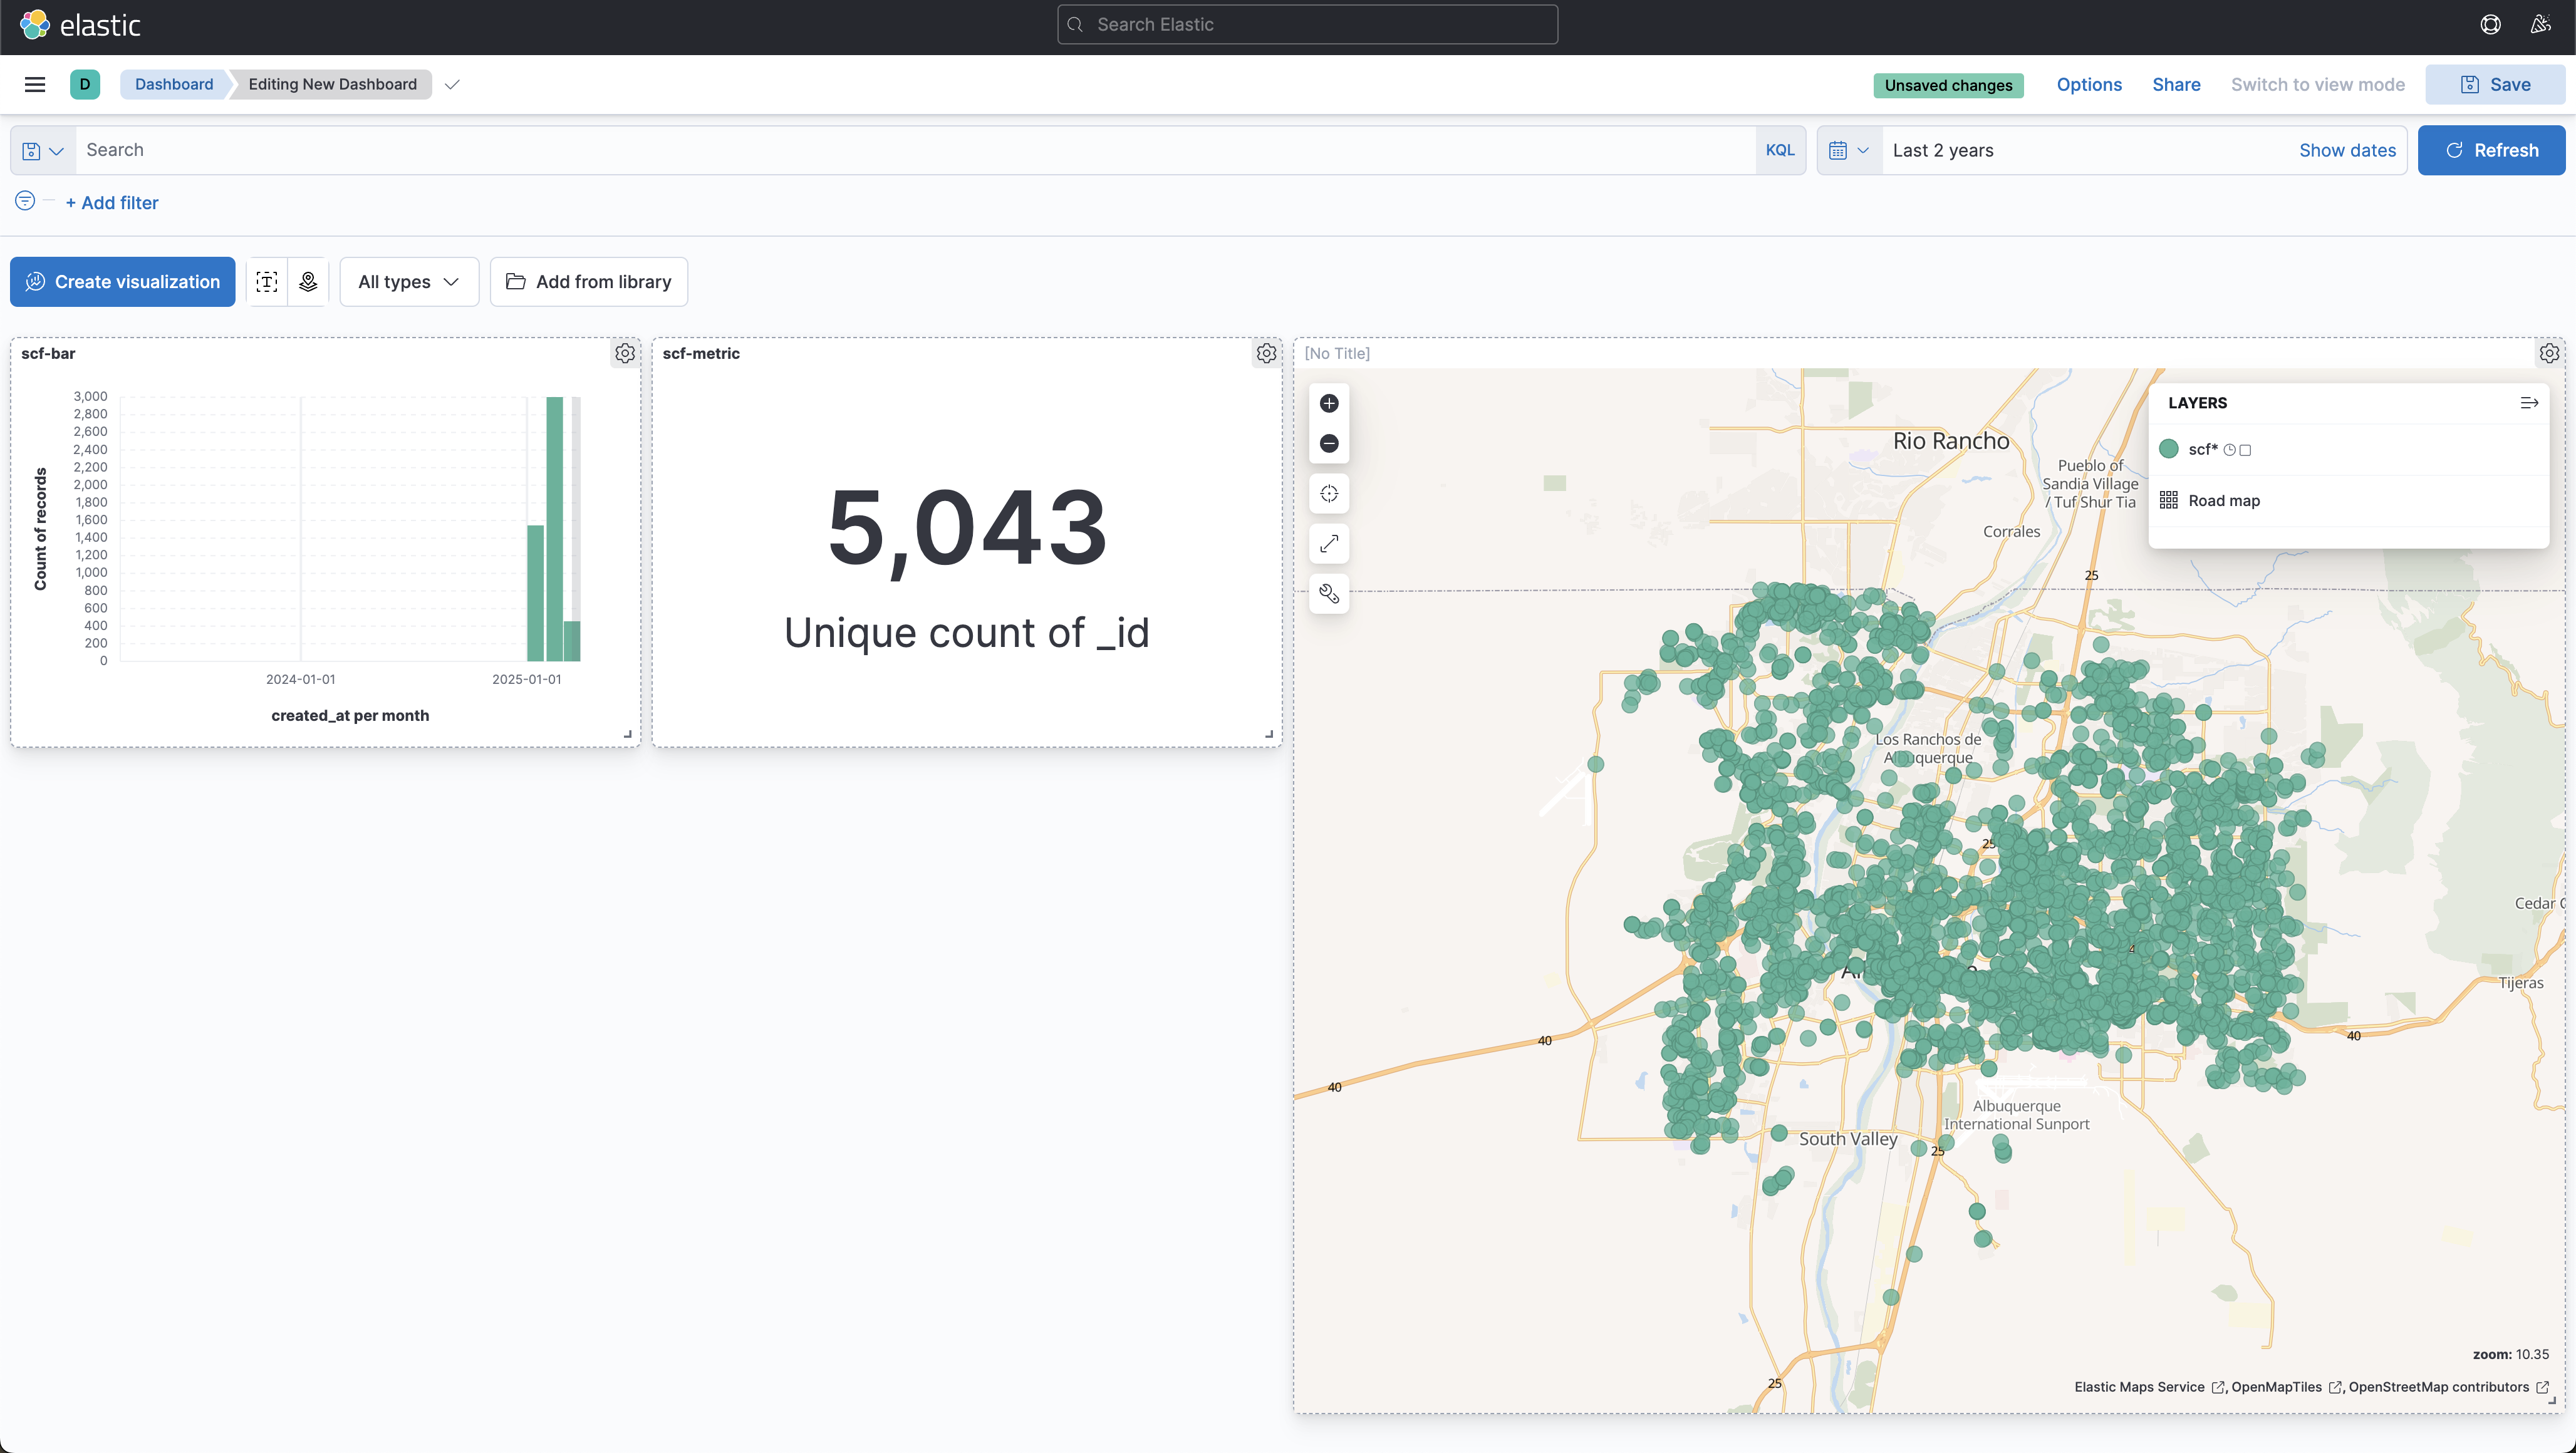 elastic
Search Elastic
D
Dashboard
Editing New Dashboard
Unsaved changes
Options
Share
Switch to view mode
Save
Search
KQL
Last 2 years
Show dates
Refresh
+ Add filter
Create visualization
All types
Add from library
scf-bar
3,000
2,800
2,600
2,400
2,200
2,000
1,800
1,600
1,400
1,200
1,000
800
600
400
200
0
Count of records
2024-01-01
2025-01-01
created_at per month
scf-metric
5,043
Unique count of _id
[No Title]
LAYERS
scf*
Road map
Rio Rancho
Pueblo of
Sandia Village
/ Tuf Shur Tia
Corrales
25
Los Ranchos de
Albuquerque
25
Cedar
Tijeras
40
40
40
Albuquerque
International Sunport
South Valley
25
25
zoom: 10.35
Elastic Maps Service , OpenMapTiles , OpenStreetMap contributors